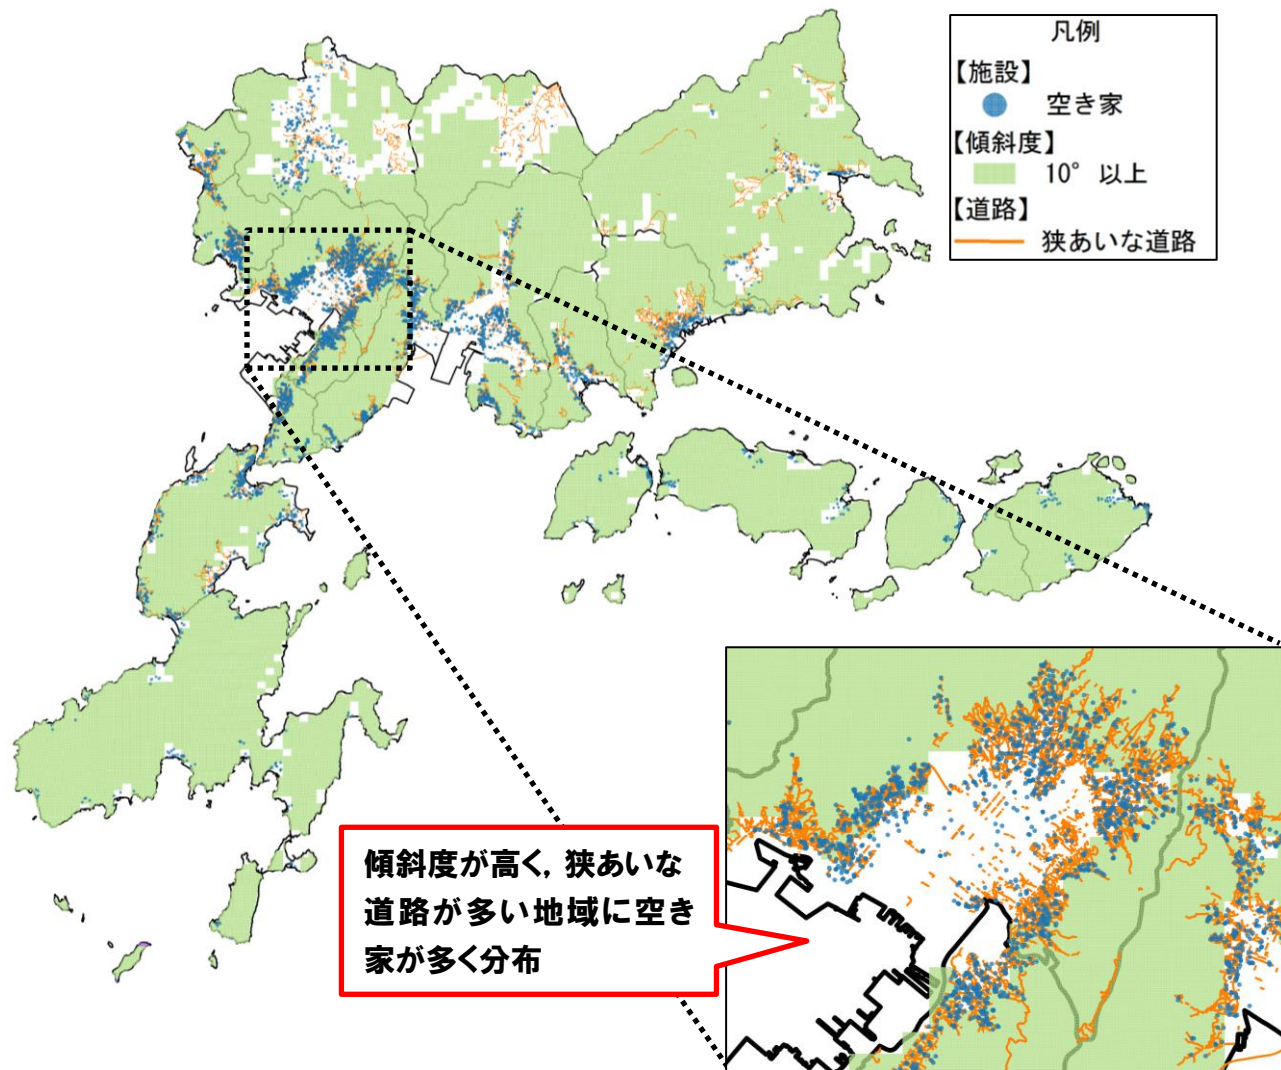 凡例
【施設】
空き家
【傾斜度】
10° 以上
【道路】
狭あいな道路
傾斜度が高く,狭あいな
道路が多い地域に空き
家が多く分布